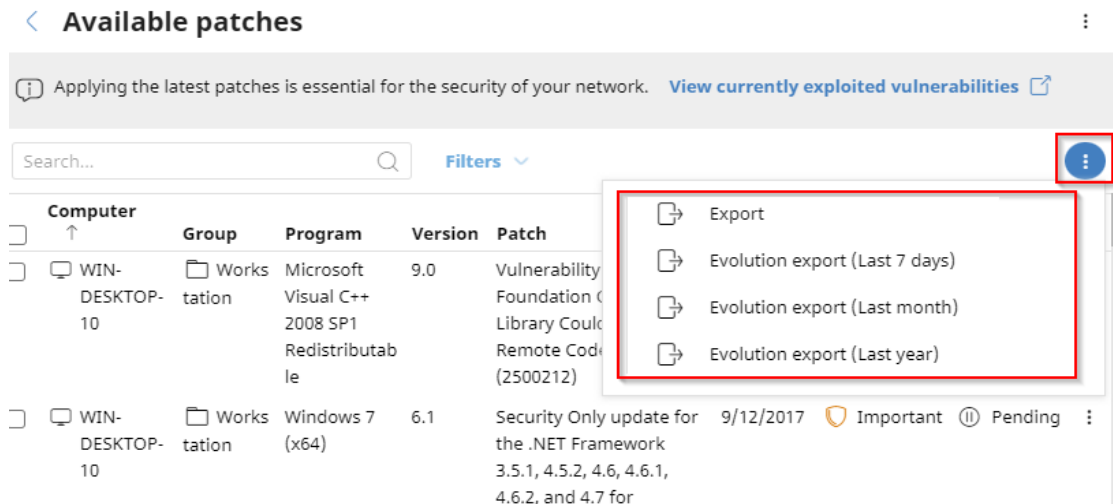 Available patches
Applying the latest patches is essential for the security of your network. View currently exploited vulnerabilities
Search...
Filters
Export
Evolution export (Last 7 days)
Evolution export (Last month)
Evolution export (Last year)
Computer Group Program Version Patch
WIN-
DESKTOP-
10
Works
tation
Microsoft
Visual C++
2008 SP1
Redistributab
le
9.0
Vulnerability
Foundation
Library
Remote
(2500212)
WIN-
DESKTOP-
10
Works
tation
Windows 7
(x64)
6.1
Security Only update for
the .NET Framework
3.5.1, 4.5.2, 4.6, 4.6.1,
4.6.2, and 4.7 for
9/12/2017
Important
Pending